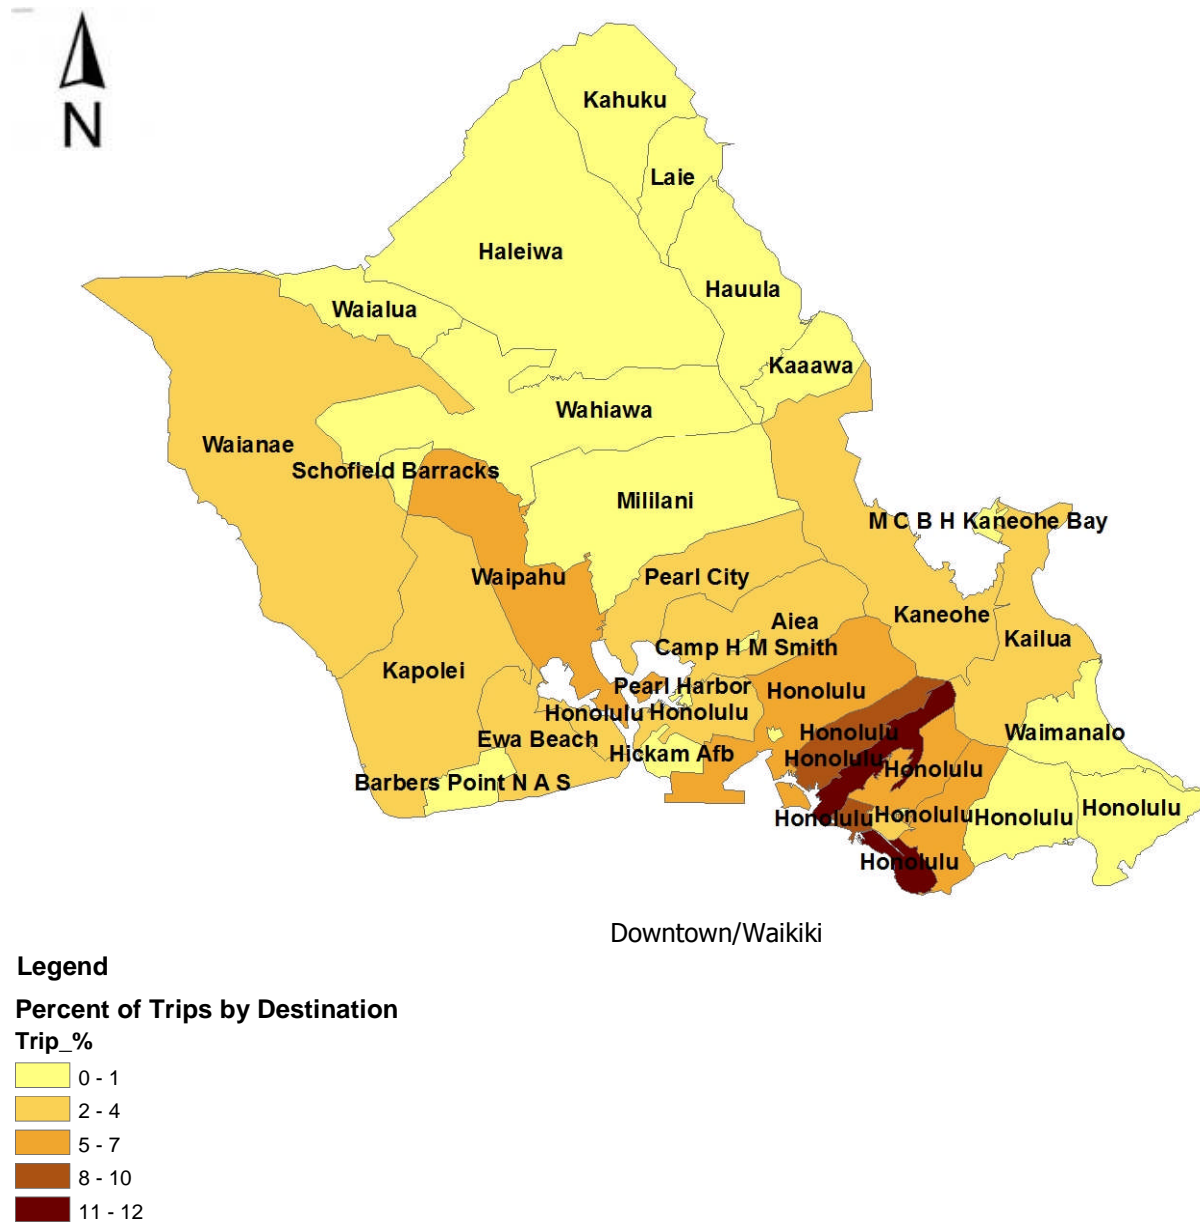 N
Kahuku
Laie
Haleiwa
Hauula
Waialua
Kaaawa
Wahiawa
Waianae
Schofield Barracks
Mililani
M C B H Kaneohe Bay
Waipahu
Pearl City
Kaneohe
Aiea
Kailua
Camp H M Smith
Kapolei
Pearl Harbor
Honolulu
Honolulu
Honolulu
Honolulu
Waimanalo
Ewa Beach
Hickam Afb
Honolulu
Honolulu
Barbers Point N A S
Honolulu
Honolulu
Honolulu
Honolulu
Honolulu
Downtown/Waikiki
Legend
Percent of Trips by Destination
Trip_%
0 - 1
2 - 4
5 - 7
8 - 10
11 - 12